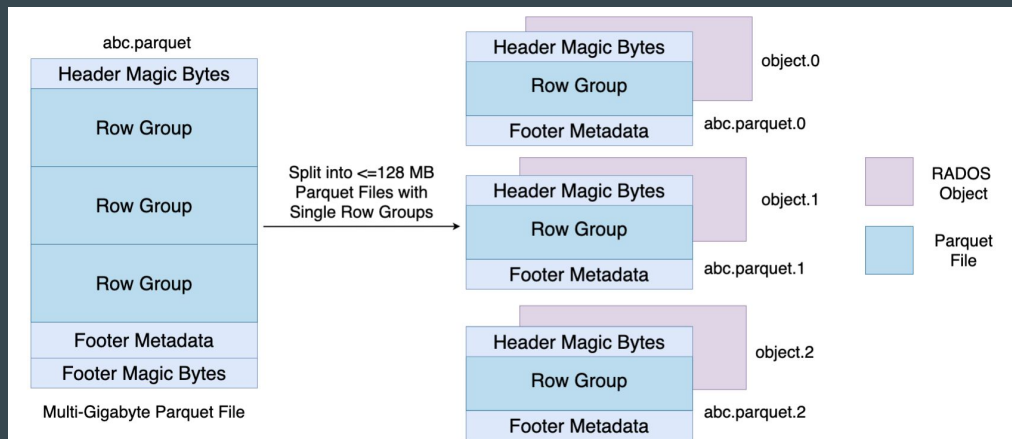 abc.parquet
Header Magic Bytes
Row Group
Row Group
Row Group
Footer Metadata
Footer Magic Bytes
Multi-Gigabyte Parquet File
Split into <=128 MB
Parquet Files with
Single Row Groups
Header Magic Bytes
Row Group
Footer Metadata
object.0
abc.parquet.0
Header Magic Bytes
Row Group
Footer Metadata
object.1
abc.parquet.1
Header Magic Bytes
Row Group
Footer Metadata
object.2
abc.parquet.2
RADOS
Object
Parquet
File